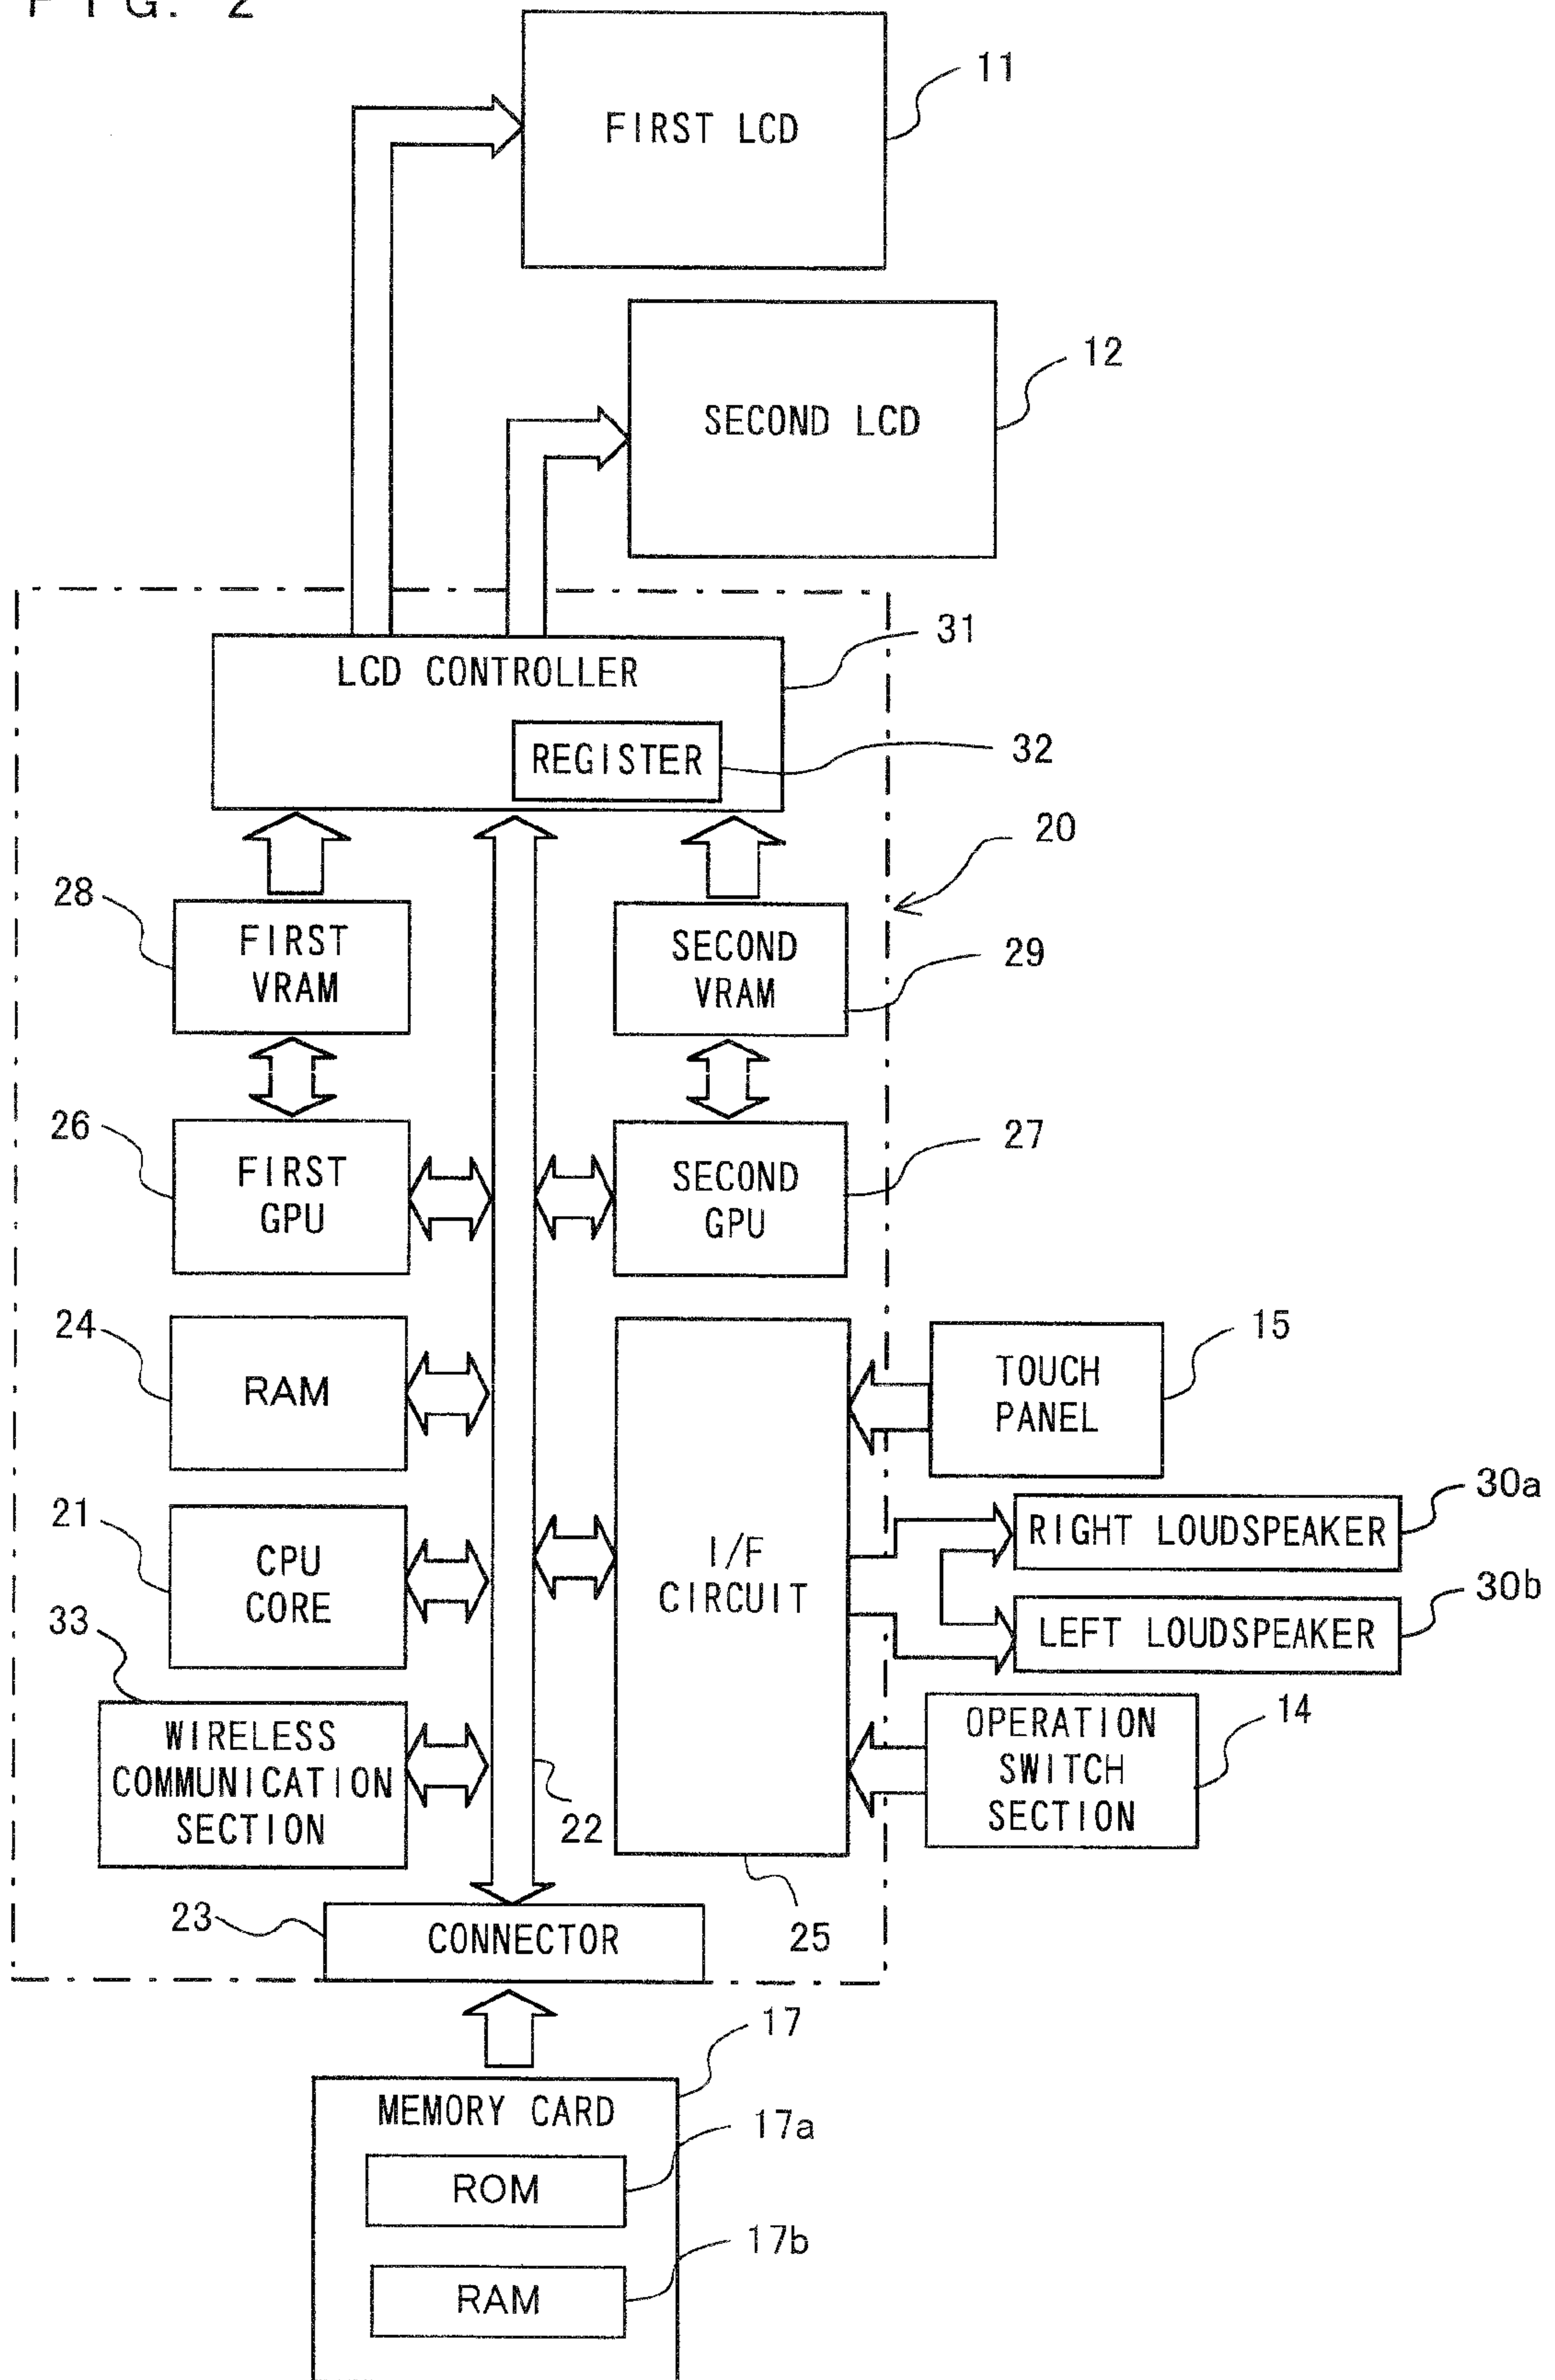 FIG. 2
11
FIRST LCD
12
SECOND LCD
31
LCD CONTROLLER
REGISTER
32
20
28
FIRST
VRAM
SECOND
VRAM
29
26
FIRST
GPU
SECOND
GPU
27
24
RAM
15
TOUCH
PANEL
21
CPU
CORE
I/F
CIRCUIT
30a
RIGHT LOUDSPEAKER
30b
LEFT LOUDSPEAKER
33
WIRELESS
COMMUNICATION
SECTION
14
OPERATION
SWITCH
SECTION
22
25
23
CONNECTOR
17
MEMORY CARD
17a
ROM
17b
RAM